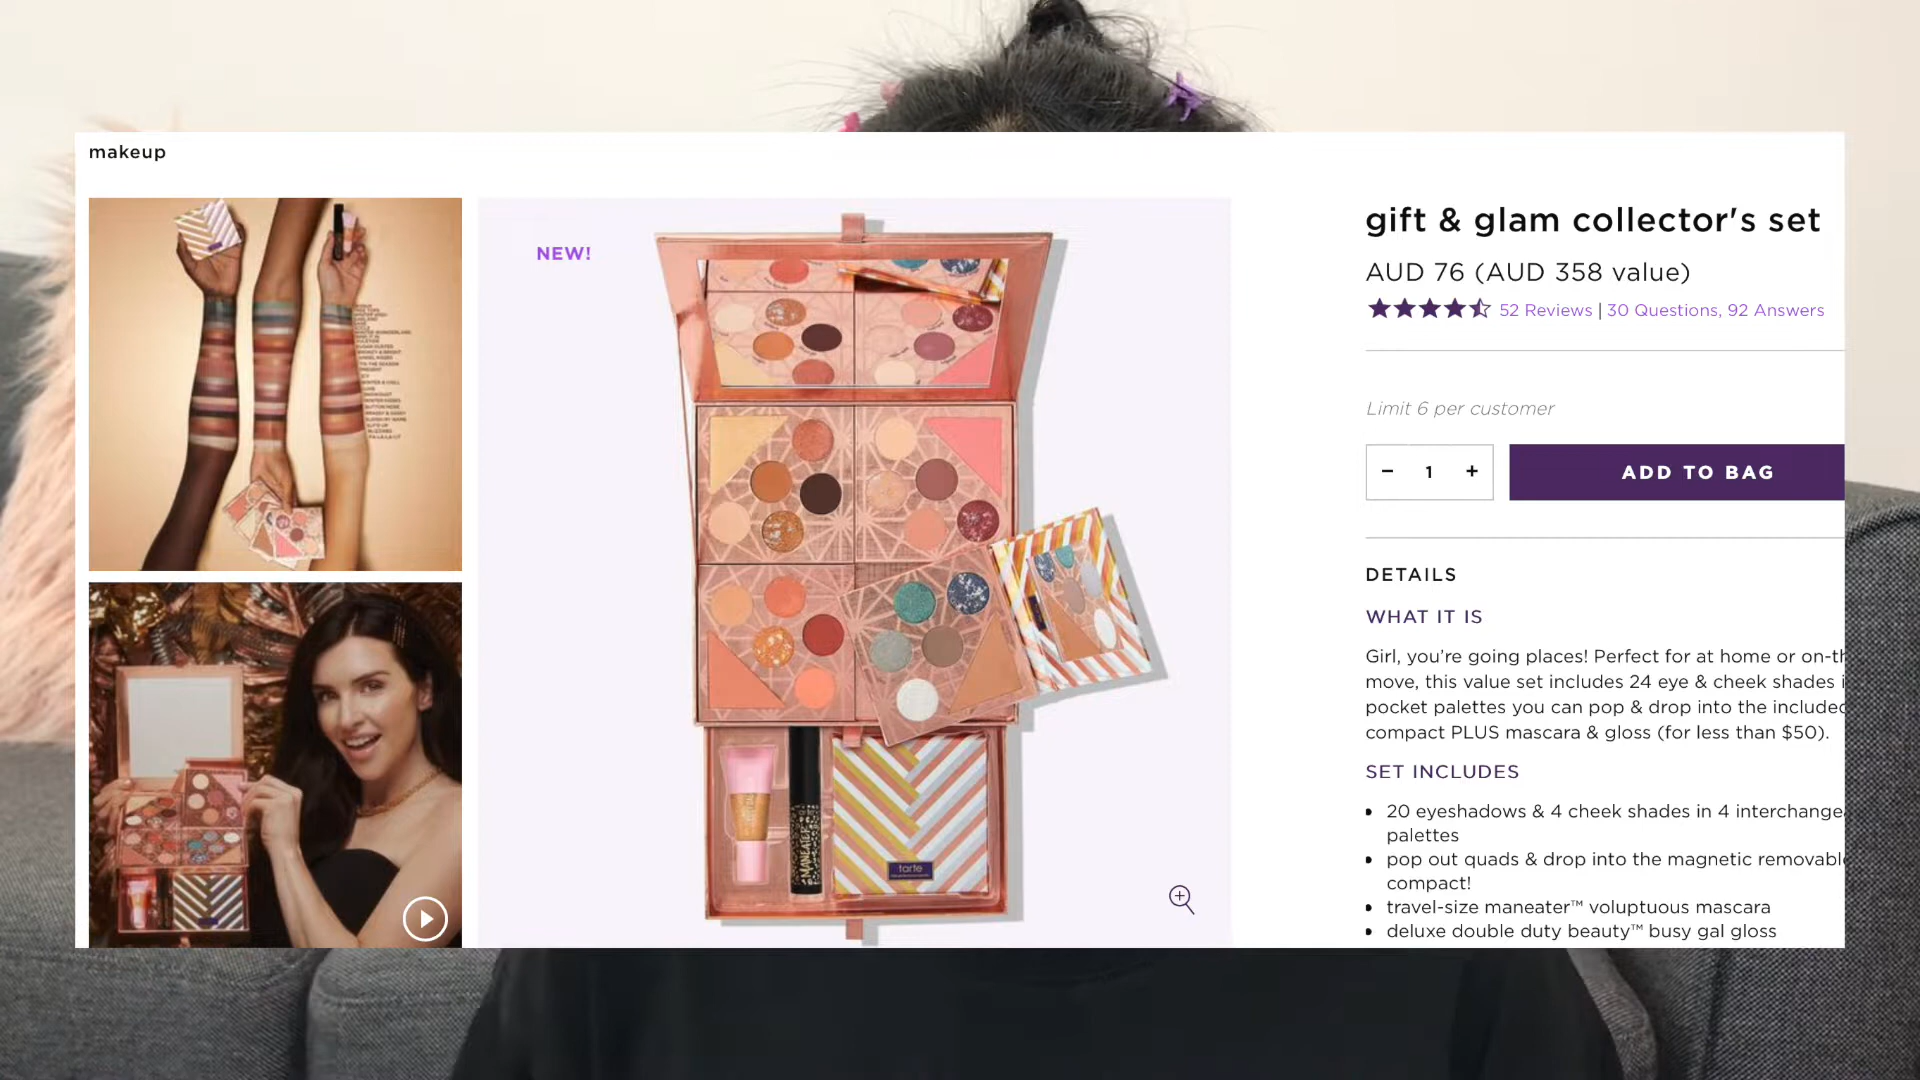 makeup
NEW!
gift & glam collector's set
AUD 76 (AUD 358 value)
52 Reviews | 30 Questions, 92 Answers
Limit 6 per customer
− 1 +
ADD TO BAG
DETAILS
WHAT IT IS
Girl, you're going places! Perfect for at home or on-th
move, this value set includes 24 eye & cheek shades i
pocket palettes you can pop & drop into the included
compact PLUS mascara & gloss (for less than $50).
SET INCLUDES
• 20 eyeshadows & 4 cheek shades in 4 interchangea
palettes
• pop out quads & drop into the magnetic removable
compact!
• travel-size maneater™ voluptuous mascara
• deluxe double duty beauty™ busy gal gloss
MANEATER
tarte